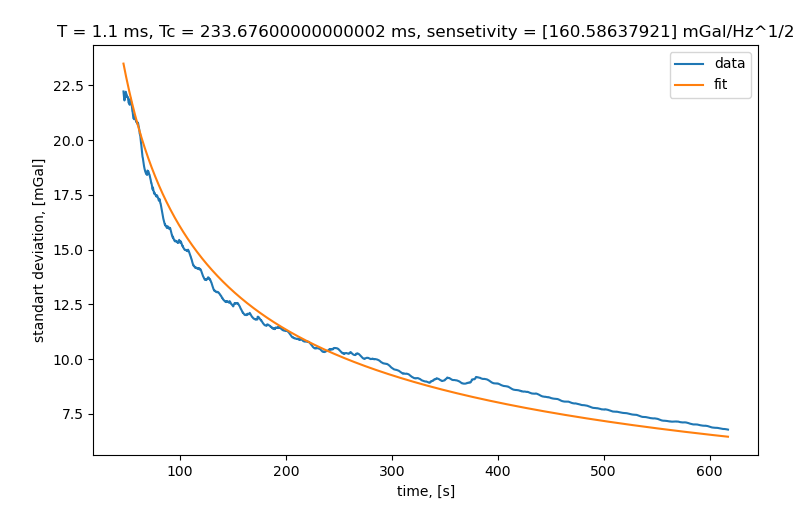 T = 1.1 ms, Tc = 233.67600000000002 ms, sensetivity = [160.58637921] mGal/Hz^1/2
data
fit
22.5
20.0
17.5
15.0
12.5
10.0
7.5
standart deviation, [mGal]
100 200 300 400 500 600
time, [s]